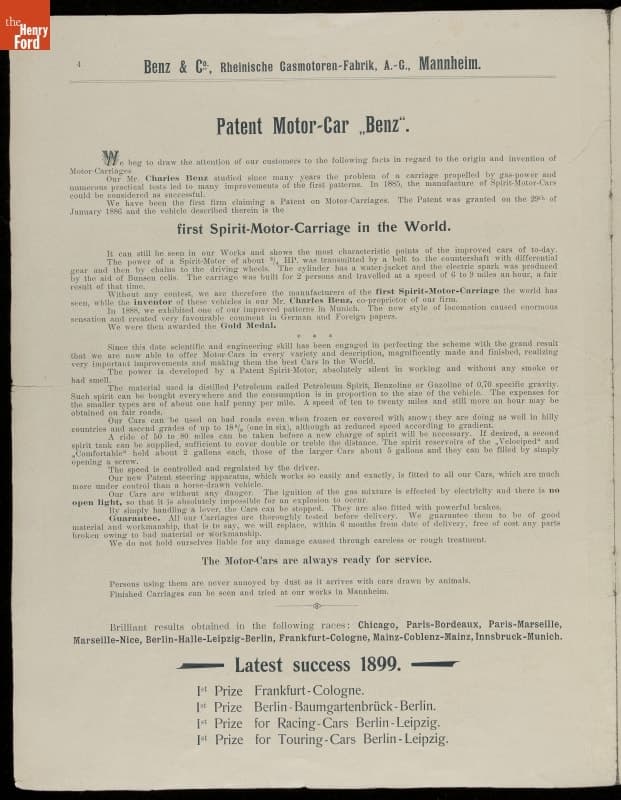 the
Henry
Ford
4
Benz & Co., Rheinische Gasmotoren-Fabrik, A.-G., Mannheim.
Patent Motor-Car „Benz“.
We beg to draw the attention of our customers to the following facts in regard to the origin and invention of
Motor-Carriages
Our Mr. Charles Benz studied since many years the problem of a carriage propelled by gas-power and
numerous practical tests led to many improvements of the first patterns. In 1885, the manufacture of Spirit-Motor-Cars
could be considered as successful.
We have been the first firm claiming a Patent on Motor-Carriages. The Patent was granted on the 29th of
January 1886 and the vehicle described therein is the
first Spirit-Motor-Carriage in the World.
It can still be seen in our Works and shows the most characteristic points of the improved cars of to-day.
The power of a Spirit-Motor of about 3/4 HP. was transmitted by a belt to the countershaft with differential
gear and then by chains to the driving wheels. The cylinder has a water-jacket and the electric spark was produced
by the aid of Bunsen cells. The carriage was built for 2 persons and travelled at a speed of 6 to 9 miles an hour, a fair
result of that time.
Without any contest, we are therefore the manufacturers of the first Spirit-Motor-Carriage the world has
seen, while the inventor of these vehicles is our Mr. Charles Benz, co-proprietor of our firm.
In 1888, we exhibited one of our improved patterns in Munich. The new style of locomotion caused enormous
sensation and created very favourable comment in German and Foreign papers.
We were then awarded the Gold Medal.
* * *
Since this date scientific and engineering skill has been engaged in perfecting the scheme with the grand result
that we are now able to offer Motor-Cars in every variety and description, magnificently made and finished, realizing
very important improvements and making them the best Cars in the World.
The power is developed by a Patent Spirit-Motor, absolutely silent in working and without any smoke or
bad smell.
The material used is distilled Petroleum called Petroleum Spirit, Benzoline or Gazoline of 0,70 specific gravity.
Such spirit can be bought everywhere and the consumption is in proportion to the size of the vehicle. The expenses for
the smaller types are of about one half penny per mile. A speed of ten to twenty miles and still more an hour may be
obtained on fair roads.
Our Cars can be used on bad roads even when frozen or covered with snow; they are doing as well in hilly
countries and ascend grades of up to 18% (one in six), although at reduced speed according to gradient.
A ride of 50 to 80 miles can be taken before a new charge of spirit will be necessary. If desired, a second
spirit tank can be supplied, sufficient to cover double or treble the distance. The spirit reservoirs of the „Velociped“ and
„Comfortable“ hold about 2 gallons each, those of the larger Cars about 5 gallons and they can be filled by simply
opening a screw.
The speed is controlled and regulated by the driver.
Our new Patent steering apparatus, which works so easily and exactly, is fitted to all our Cars, which are much
more under control than a horse-drawn vehicle.
Our Cars are without any danger. The ignition of the gas mixture is effected by electricity and there is no
open light, so that it is absolutely impossible for an explosion to occur.
By simply handling a lever, the Cars can be stopped. They are also fitted with powerful brakes.
Guarantee. All our Carriages are thoroughly tested before delivery. We guarantee them to be of good
material and workmanship, that is to say, we will replace, within 6 months from date of delivery, free of cost any parts
broken owing to bad material or workmanship.
We do not hold ourselves liable for any damage caused through careless or rough treatment.
The Motor-Cars are always ready for service.
Persons using them are never annoyed by dust as it arrives with cars drawn by animals.
Finished Carriages can be seen and tried at our works in Mannheim.
Brilliant results obtained in the following races: Chicago, Paris-Bordeaux, Paris-Marseille,
Marseille-Nice, Berlin-Halle-Leipzig-Berlin, Frankfurt-Cologne, Mainz-Coblenz-Mainz, Innsbruck-Munich.
Latest success 1899.
1st Prize Frankfurt-Cologne.
1st Prize Berlin-Baumgartenbrück-Berlin.
1st Prize for Racing-Cars Berlin-Leipzig.
1st Prize for Touring-Cars Berlin-Leipzig.